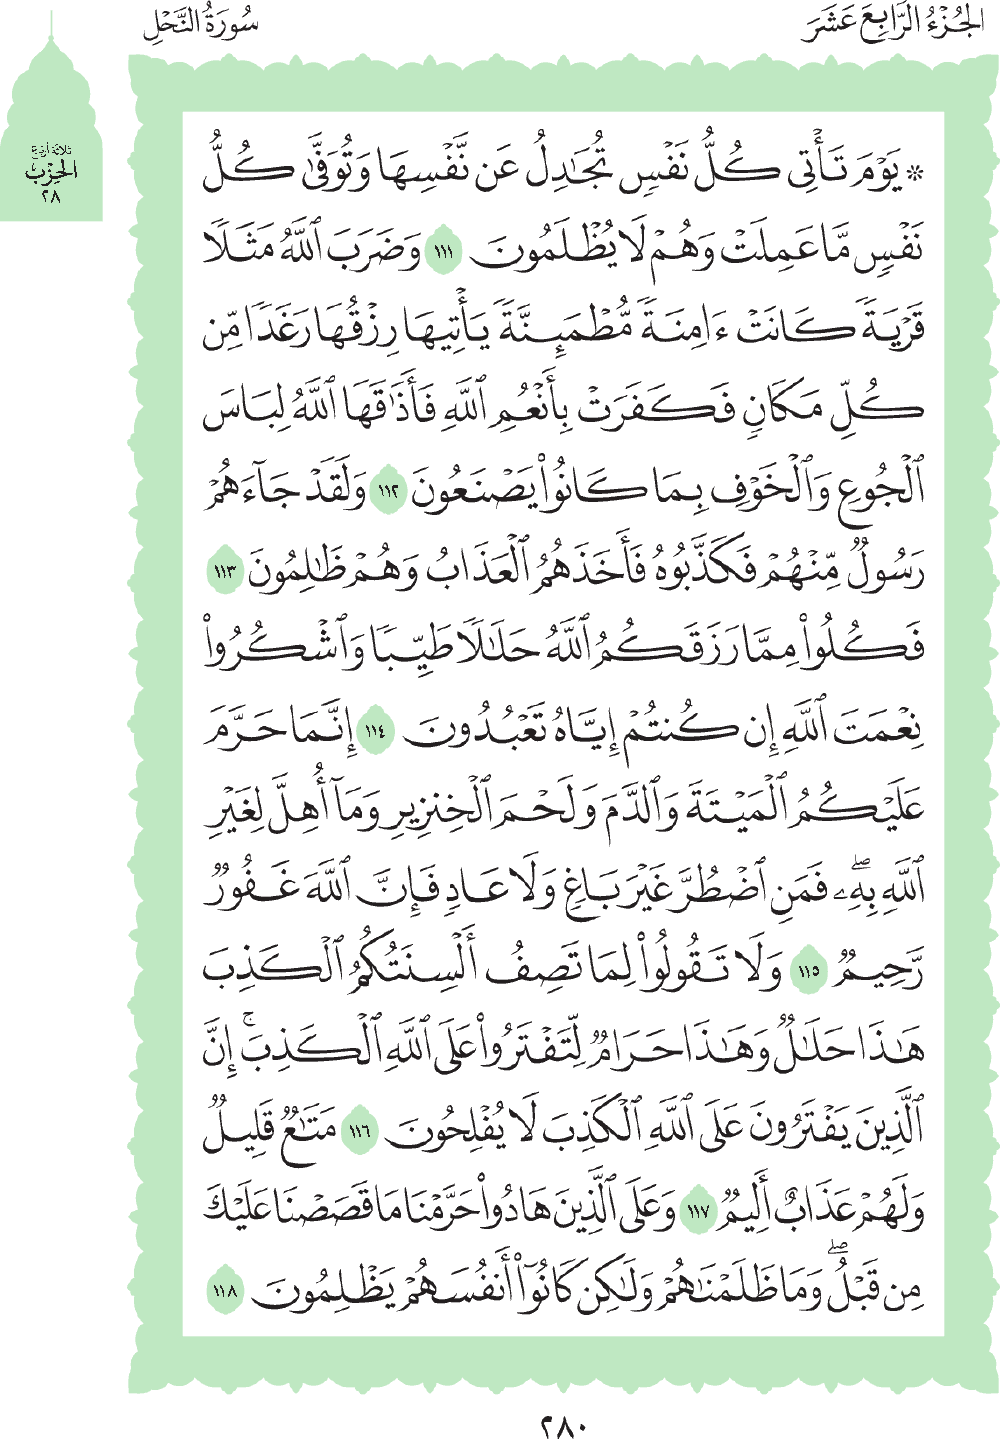 الجُزْءُ الرَّابِعَ عَشَرَ
سُورَةُ النَّحْلِ
ثلاثة أرباع
الحِزْب
٢٨
۞ يَوۡمَ تَأۡتِي كُلُّ نَفۡسٖ تُجَٰدِلُ عَن نَّفۡسِهَا وَتُوَفَّىٰ كُلُّ
نَفۡسٖ مَّا عَمِلَتۡ وَهُمۡ لَا يُظۡلَمُونَ ١١١ وَضَرَبَ ٱللَّهُ مَثَلٗا
قَرۡيَةٗ كَانَتۡ ءَامِنَةٗ مُّطۡمَئِنَّةٗ يَأۡتِيهَا رِزۡقُهَا رَغَدٗا مِّن
كُلِّ مَكَانٖ فَكَفَرَتۡ بِأَنۡعُمِ ٱللَّهِ فَأَذَٰقَهَا ٱللَّهُ لِبَاسَ
ٱلۡجُوعِ وَٱلۡخَوۡفِ بِمَا كَانُواْ يَصۡنَعُونَ ١١٢ وَلَقَدۡ جَآءَهُمۡ
رَسُولٞ مِّنۡهُمۡ فَكَذَّبُوهُ فَأَخَذَهُمُ ٱلۡعَذَابُ وَهُمۡ ظَٰلِمُونَ ١١٣
فَكُلُواْ مِمَّا رَزَقَكُمُ ٱللَّهُ حَلَٰلٗا طَيِّبٗا وَٱشۡكُرُواْ
نِعۡمَتَ ٱللَّهِ إِن كُنتُمۡ إِيَّاهُ تَعۡبُدُونَ ١١٤ إِنَّمَا حَرَّمَ
عَلَيۡكُمُ ٱلۡمَيۡتَةَ وَٱلدَّمَ وَلَحۡمَ ٱلۡخِنزِيرِ وَمَآ أُهِلَّ لِغَيۡرِ
ٱللَّهِ بِهِۦۖ فَمَنِ ٱضۡطُرَّ غَيۡرَ بَاغٖ وَلَا عَادٖ فَإِنَّ ٱللَّهَ غَفُورٞ
رَّحِيمٞ ١١٥ وَلَا تَقُولُواْ لِمَا تَصِفُ أَلۡسِنَتُكُمُ ٱلۡكَذِبَ
هَٰذَا حَلَٰلٞ وَهَٰذَا حَرَامٞ لِّتَفۡتَرُواْ عَلَى ٱللَّهِ ٱلۡكَذِبَۚ إِنَّ
ٱلَّذِينَ يَفۡتَرُونَ عَلَى ٱللَّهِ ٱلۡكَذِبَ لَا يُفۡلِحُونَ ١١٦ مَتَٰعٞ قَلِيلٞ
وَلَهُمۡ عَذَابٌ أَلِيمٞ ١١٧ وَعَلَى ٱلَّذِينَ هَادُواْ حَرَّمۡنَا مَا قَصَصۡنَا عَلَيۡكَ
مِن قَبۡلُۖ وَمَا ظَلَمۡنَٰهُمۡ وَلَٰكِن كَانُوٓاْ أَنفُسَهُمۡ يَظۡلِمُونَ ١١٨
٢٨٠